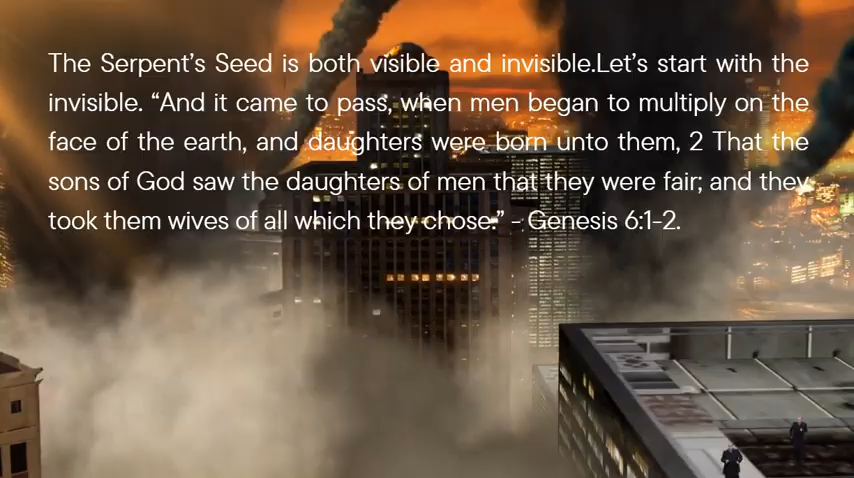 The Serpent’s Seed is both visible and invisible.Let’s start with the
invisible. “And it came to pass, when men began to multiply on the
face of the earth, and daughters were born unto them, 2 That the
sons of God saw the daughters of men that they were fair; and they
took them wives of all which they chose.” - Genesis 6:1-2.